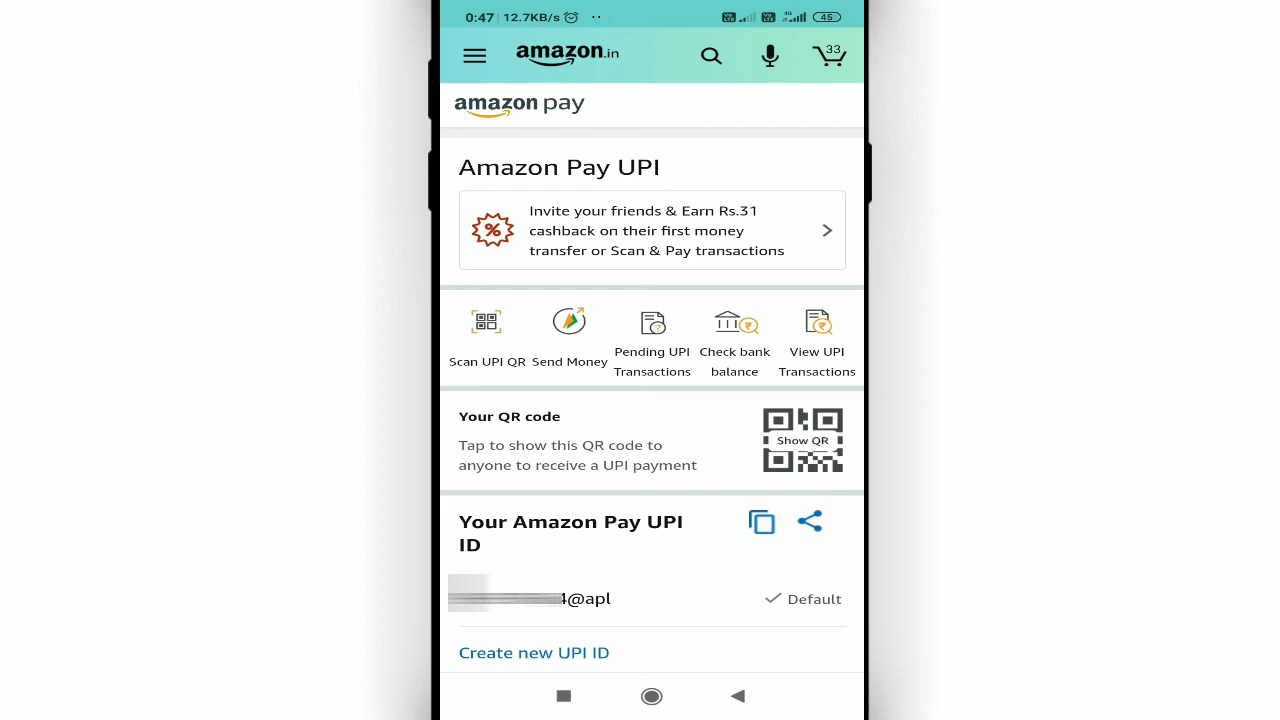 0:47 12.7KB/s 45
amazon.in 33
amazon pay
Amazon Pay UPI
Invite your friends & Earn Rs.31
cashback on their first money
transfer or Scan & Pay transactions
Scan UPI QR
Send Money
Pending UPI
Transactions
Check bank
balance
View UPI
Transactions
Your QR code
Tap to show this QR code to
anyone to receive a UPI payment
Show QR
Your Amazon Pay UPI
ID
4@apl
Default
Create new UPI ID